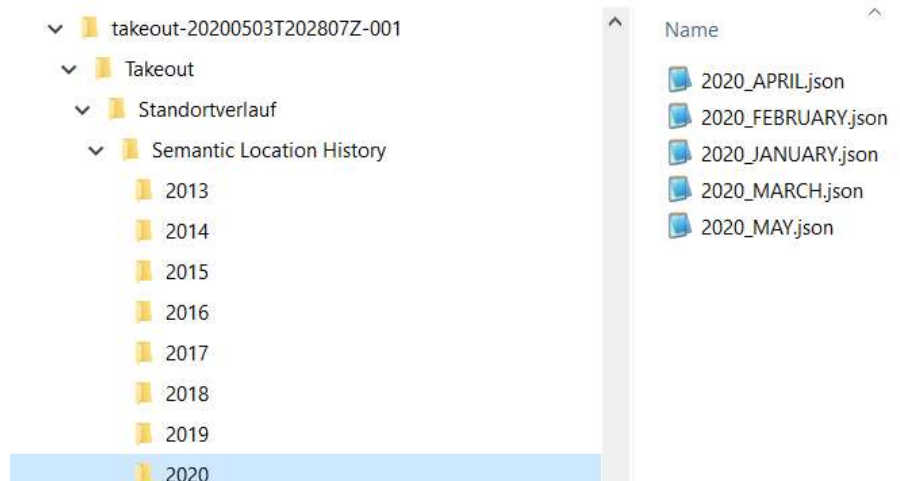 takeout-20200503T202807Z-001
Takeout
Standortverlauf
Semantic Location History
2013
2014
2015
2016
2017
2018
2019
2020
Name
2020_APRIL.json
2020_FEBRUARY.json
2020_JANUARY.json
2020_MARCH.json
2020_MAY.json